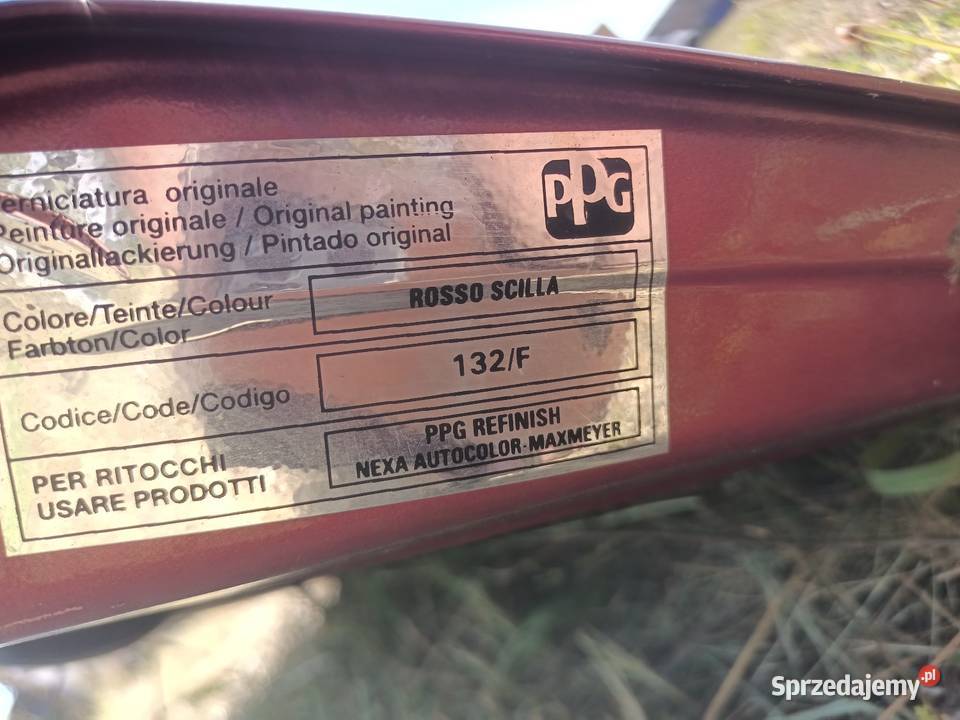 erniciatura originale
Peinture originale / Original painting
Originallackierung / Pintado original
PPG
Colore/Teinte/Colour
Farbton/Color
ROSSO SCILLA
Codice/Code/Codigo
132/F
PER RITOCCHI
USARE PRODOTTI
PPG REFINISH
NEXA AUTOCOLOR-MAXMEYER
Sprzedajemy.pl